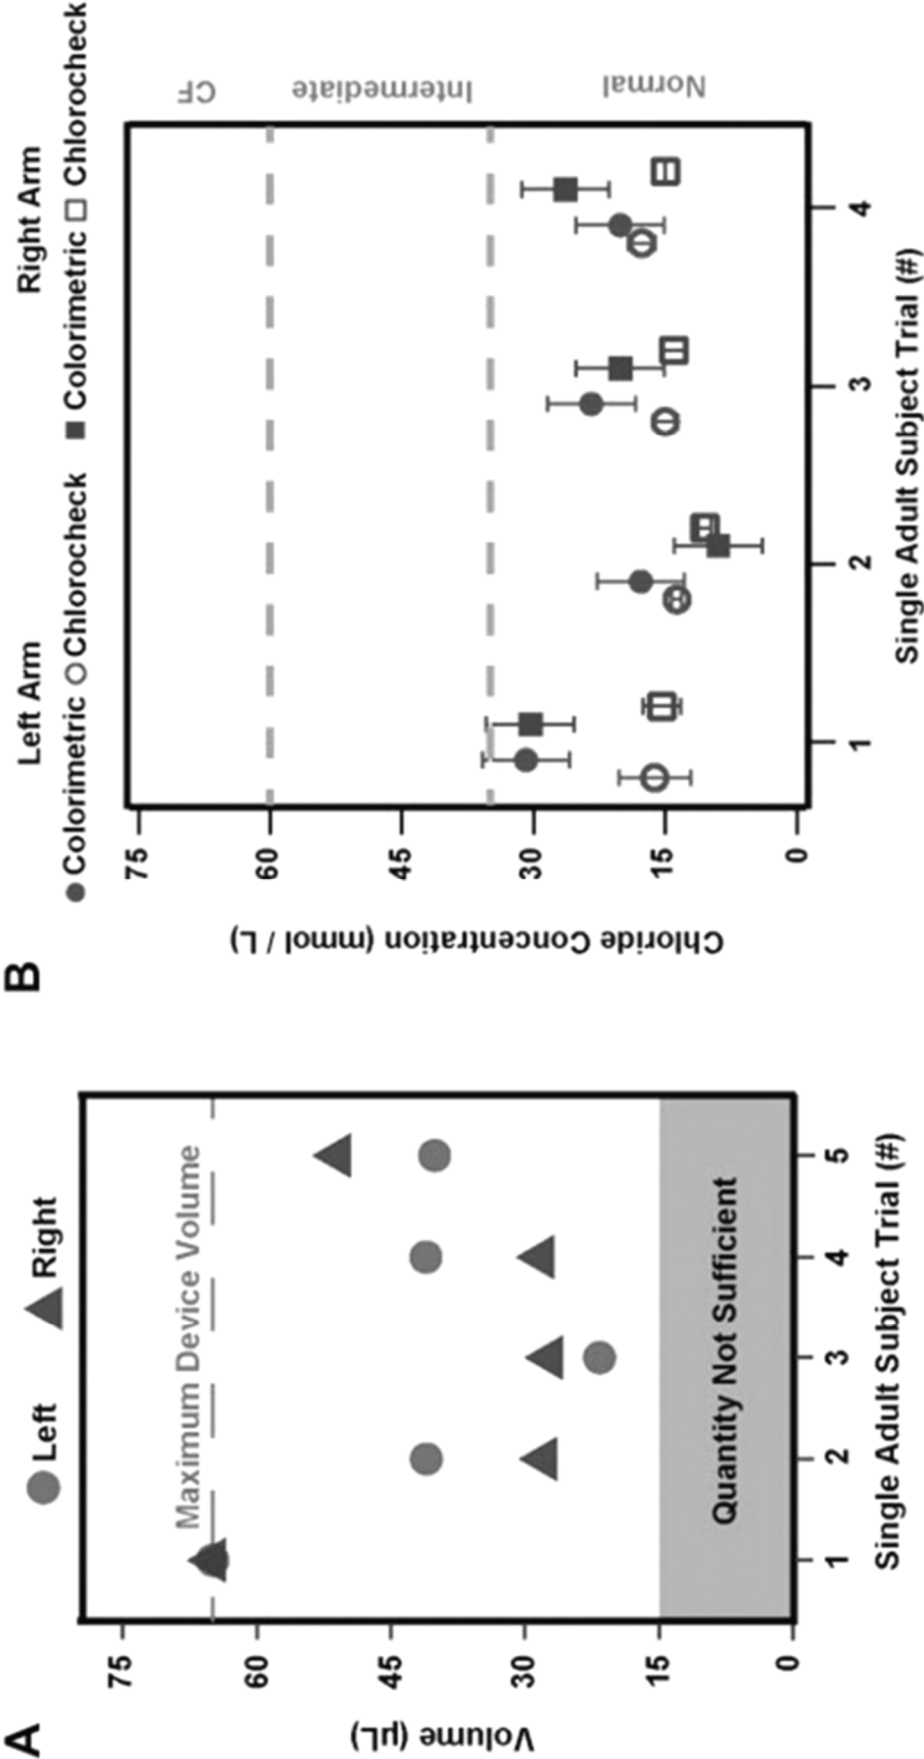 A
Left Right
Maximum Device Volume
Quantity Not Sufficient
Volume (µL)
75
60
45
30
15
0
1 2 3 4 5
Single Adult Subject Trial (#)
B
Left Arm Right Arm
Colorimetric Chlorocheck Colorimetric Chlorocheck
Chloride Concentration (mmol / L)
75
60
45
30
15
0
CF
Intermediate
Normal
1 2 3 4
Single Adult Subject Trial (#)